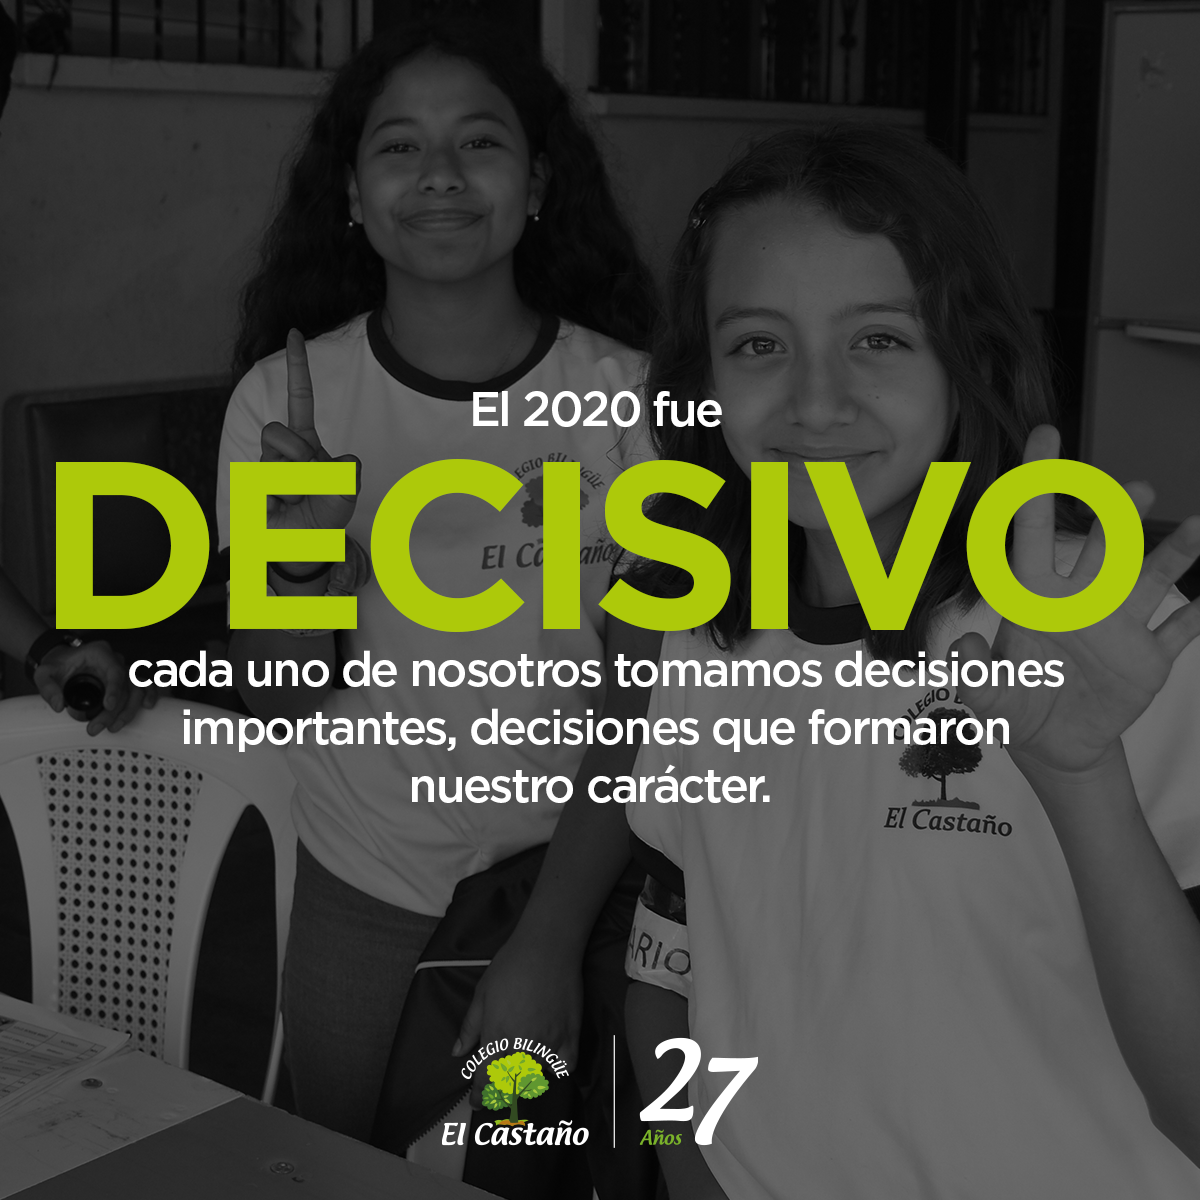 El 2020 fue
DECISIVO
cada uno de nosotros tomamos decisiones
importantes, decisiones que formaron
nuestro carácter.
El Castaño
El Castaño
ARIO
COLEGIO BILINGÜE
El Castaño
27
Años